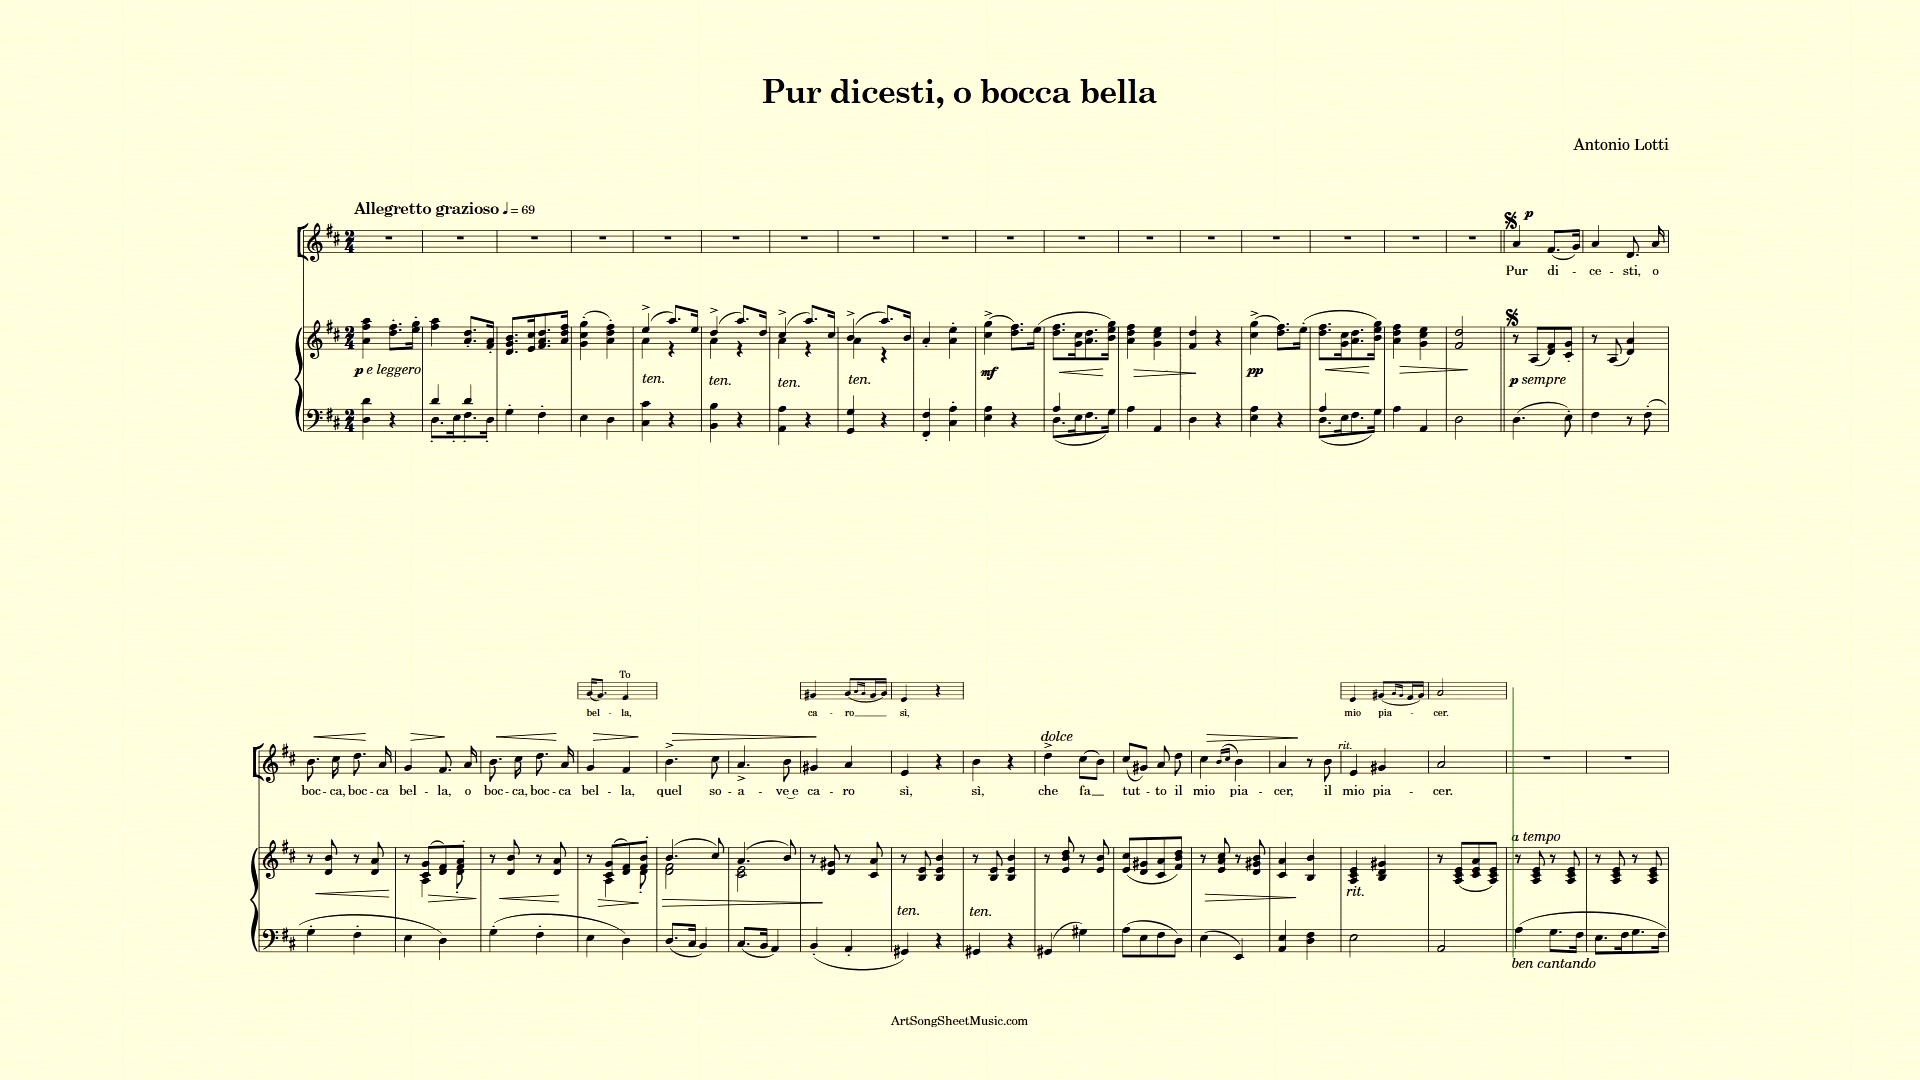 Pur dicesti, o bocca bella
Antonio Lotti
Allegretto grazioso ♩= 69
p
Pur di - ce - sti, o
p e leggero
ten. ten. ten. ten.
mf
pp
p sempre
To
bel - la,
ca - ro sì,
mio pia - cer.
dolce
rit.
boc - ca, boc - ca bel - la, o boc - ca, boc - ca bel - la, quel so - a - ve e ca - ro sì, sì, che fa tut - to il mio pia - cer, il mio pia - cer.
a tempo
rit.
ten. ten.
ben cantando
ArtSongSheetMusic.com